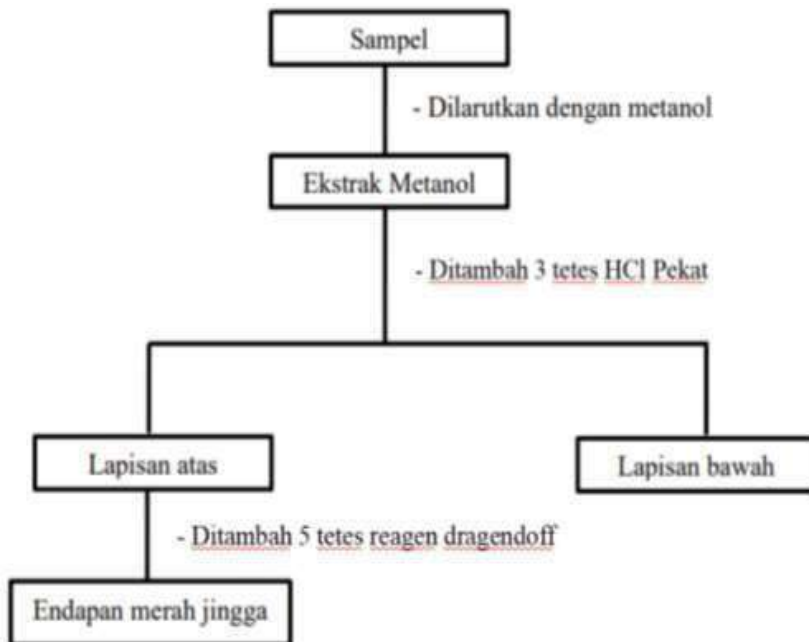 Sampel
- Dilarutkan dengan metanol
Ekstrak Metanol
- Ditambah 3 tetes HCl Pekat
Lapisan atas
Lapisan bawah
- Ditambah 5 tetes reagen dragendoff
Endapan merah jingga